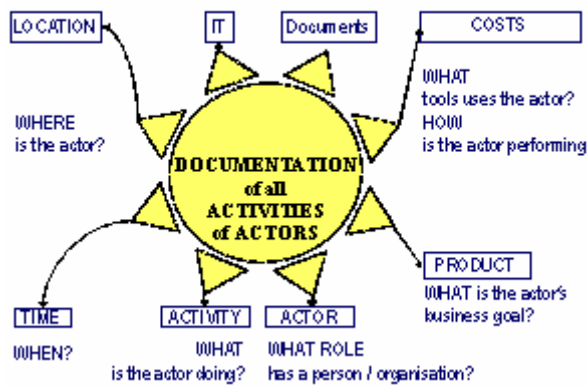 LOCATION
IT
Documents
COSTS
WHERE
is the actor?
WHAT
tools uses the actor?
HOW
is the actor performing
DOCUMENTATION
of all
ACTIVITIES
of ACTORS
PRODUCT
WHAT is the actor's
business goal?
TIME
WHEN?
ACTIVITY
WHAT
is the actor doing?
ACTOR
WHAT ROLE
has a person / organisation?